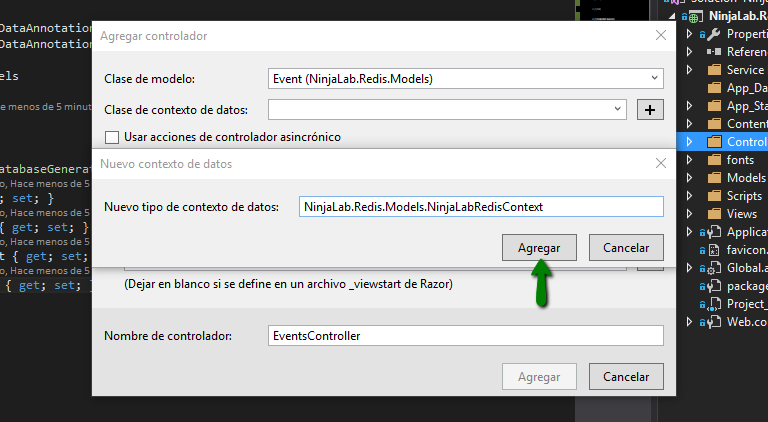 DataAnnotation
DataAnnotation
dels
Hace menos de 5 minut
DatabaseGenerat
o, Hace menos de 5
; set; }
o, Hace menos de 5
{ get; set; }
o, Hace menos de 5
t { get; set;
o, Hace menos de 5
{ get; set; }
Agregar controlador
Clase de modelo:
Event (NinjaLab.Redis.Models)
Clase de contexto de datos:
+
Usar acciones de controlador asincrónico
Nuevo contexto de datos
Nuevo tipo de contexto de datos:
NinjaLab.Redis.Models.NinjaLabRedisContext
Agregar
Cancelar
(Dejar en blanco si se define en un archivo _viewstart de Razor)
Nombre de controlador:
EventsController
Agregar
Cancelar
NinjaLab.Re
Properti
Referen
Service
App_Da
App_Sta
Content
Control
fonts
Models
Scripts
Views
Applicat
favicon.
Global.a
package
Project_
Web.co